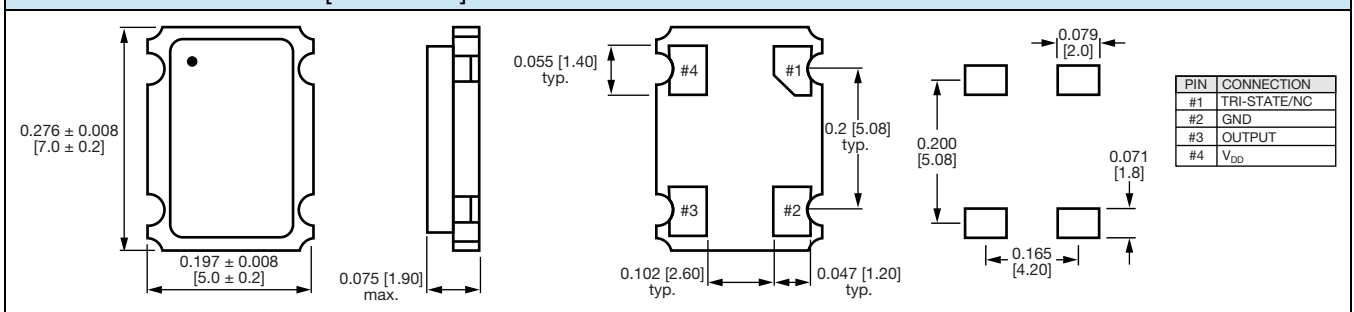 0.276 ± 0.008
[7.0 ± 0.2]
0.197 ± 0.008
[5.0 ± 0.2]
0.075 [1.90]
max.
0.055 [1.40]
typ.
#4
#1
0.2 [5.08]
typ.
#3
#2
0.102 [2.60]
typ.
0.047 [1.20]
typ.
0.079
[2.0]
0.200
[5.08]
0.071
[1.8]
0.165
[4.20]
PIN CONNECTION
#1 TRI-STATE/NC
#2 GND
#3 OUTPUT
#4 VDD